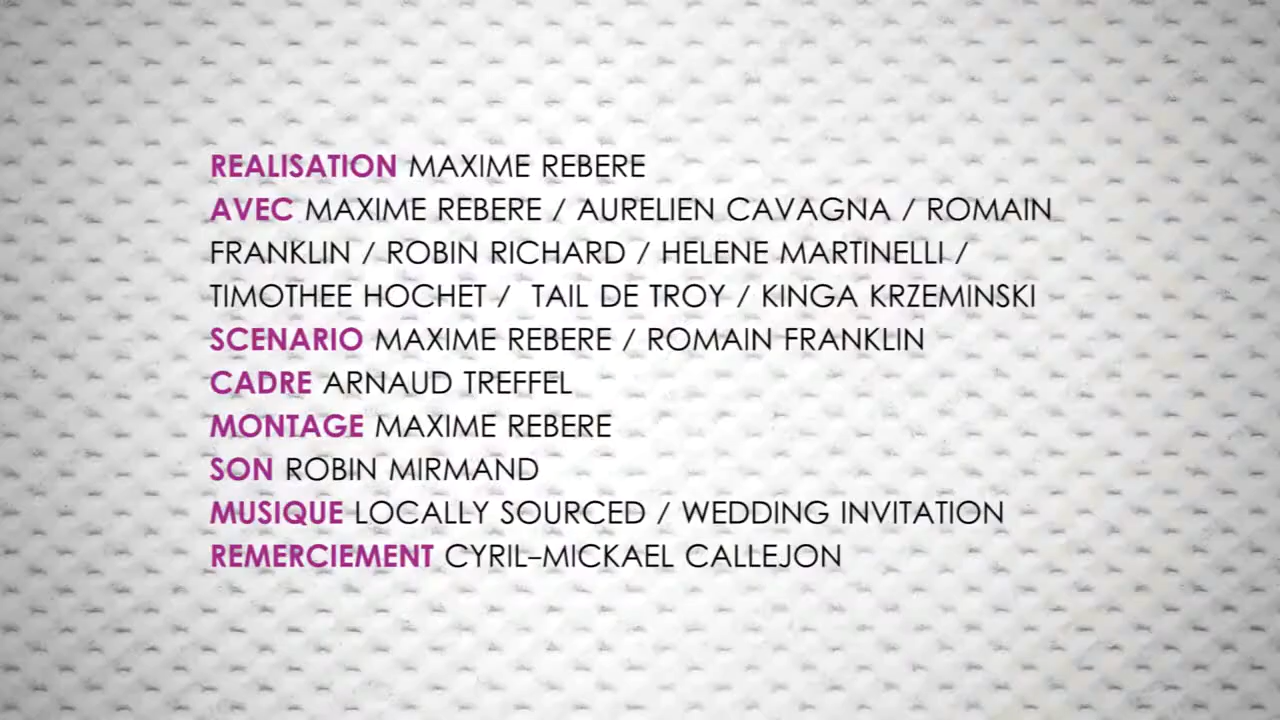 REALISATION MAXIME REBERE
AVEC MAXIME REBERE / AURELIEN CAVAGNA / ROMAIN
FRANKLIN / ROBIN RICHARD / HELENE MARTINELLI /
TIMOTHEE HOCHET / TAIL DE TROY / KINGA KRZEMINSKI
SCENARIO MAXIME REBERE / ROMAIN FRANKLIN
CADRE ARNAUD TREFFEL
MONTAGE MAXIME REBERE
SON ROBIN MIRMAND
MUSIQUE LOCALLY SOURCED / WEDDING INVITATION
REMERCIEMENT CYRIL–MICKAEL CALLEJON